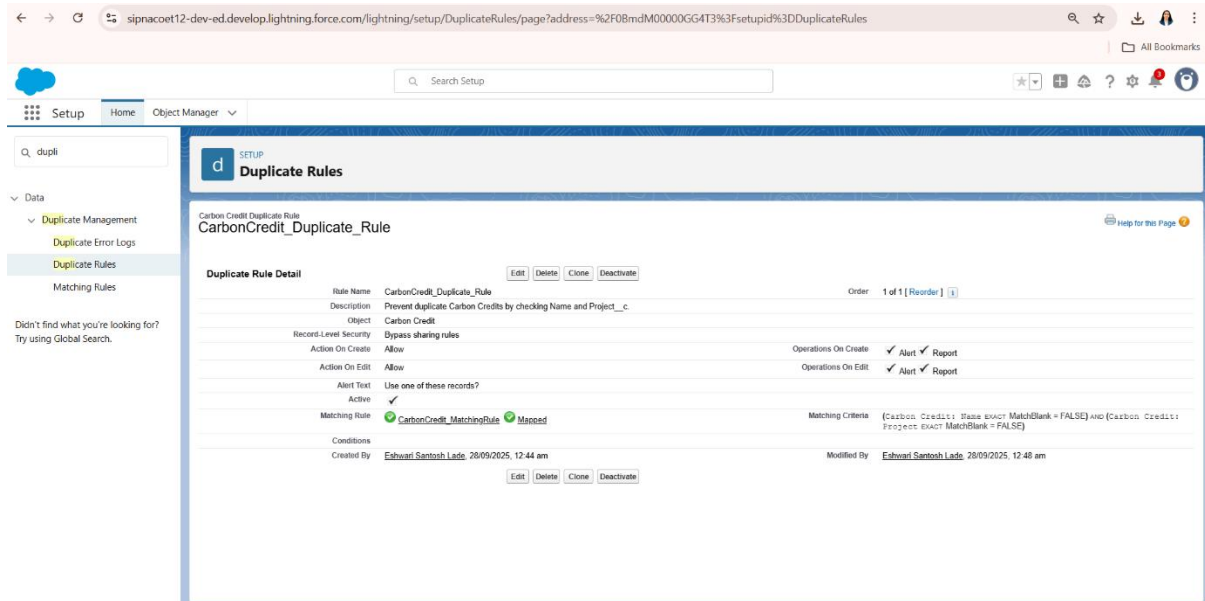 sipnacoet12-dev-ed.develop.lightning.force.com/lightning/setup/DuplicateRules/page?address=%2F0BmdM00000GG4T3%3Fsetupid%3DDuplicateRules
All Bookmarks
Search Setup
Setup Home Object Manager
dupli
SETUP
d Duplicate Rules
Data
Duplicate Management
Duplicate Error Logs
Duplicate Rules
Matching Rules
Didn't find what you're looking for?
Try using Global Search.
Carbon Credit Duplicate Rule
CarbonCredit_Duplicate_Rule
Help for this Page ?
Duplicate Rule Detail Edit Delete Clone Deactivate
Rule Name CarbonCredit_Duplicate_Rule Order 1 of 1 [ Reorder ] i
Description Prevent duplicate Carbon Credits by checking Name and Project__c.
Object Carbon Credit
Record-Level Security Bypass sharing rules
Action On Create Allow Operations On Create ✓ Alert ✓ Report
Action On Edit Allow Operations On Edit ✓ Alert ✓ Report
Alert Text Use one of these records?
Active ✓
Matching Rule CarbonCredit_MatchingRule Mapped Matching Criteria (Carbon Credit: Name EXACT MatchBlank = FALSE) AND (Carbon Credit:
Project EXACT MatchBlank = FALSE)
Conditions
Created By Eshwari Santosh Lade, 28/09/2025, 12:44 am Modified By Eshwari Santosh Lade, 28/09/2025, 12:48 am
Edit Delete Clone Deactivate